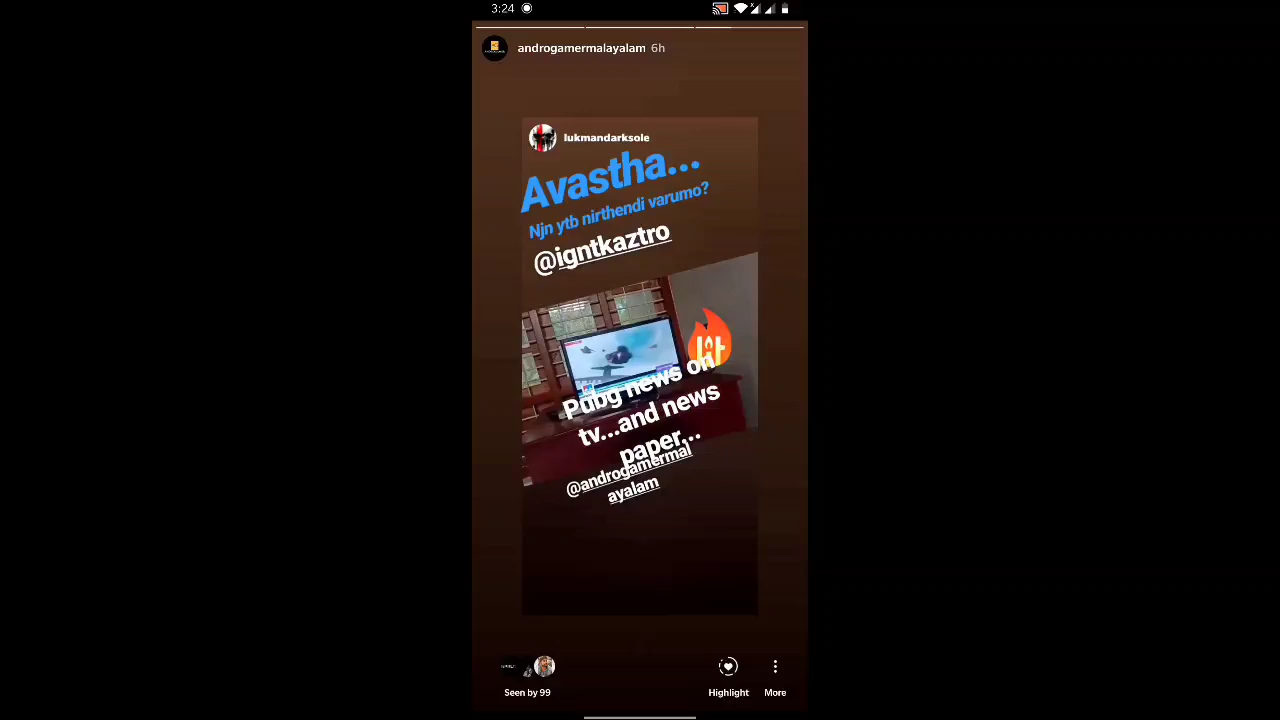 3:24
androgamermalayalam 6h
lukmandarksole
Avastha...
Njn ytb nirthendi varumo?
@igntkaztro
Pubg news on
tv...and news
paper...
@androgamermal
ayalam
Seen by 99
Highlight
More